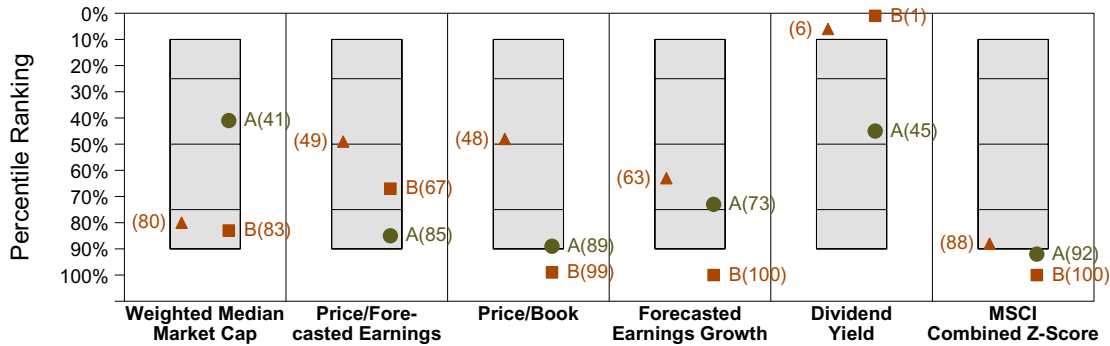 Percentile Ranking
0%
10%
20%
30%
40%
50%
60%
70%
80%
90%
100%
(80)
A(41)
B(83)
(49)
B(67)
A(85)
(48)
A(89)
B(99)
(63)
A(73)
B(100)
(6)
B(1)
A(45)
(88)
A(92)
B(100)
Weighted Median
Market Cap
Price/Fore-
casted Earnings
Price/Book
Forecasted
Earnings Growth
Dividend
Yield
MSCI
Combined Z-Score